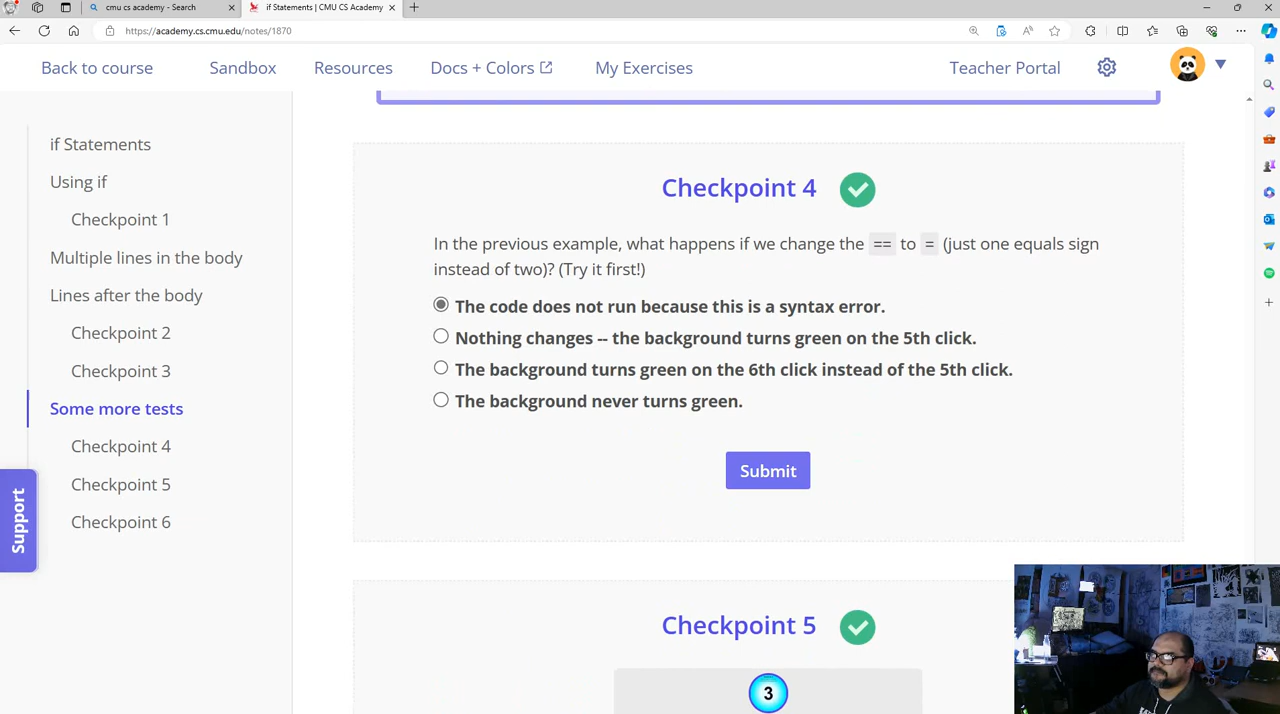 cmu cs academy - Search
if Statements | CMU CS Academy
https://academy.cs.cmu.edu/notes/1870
Back to course
Sandbox
Resources
Docs + Colors
My Exercises
Teacher Portal
if Statements
Using if
Checkpoint 1
Multiple lines in the body
Lines after the body
Checkpoint 2
Checkpoint 3
Some more tests
Checkpoint 4
Checkpoint 5
Checkpoint 6
Support
Checkpoint 4
In the previous example, what happens if we change the == to = (just one equals sign
instead of two)? (Try it first!)
The code does not run because this is a syntax error.
Nothing changes -- the background turns green on the 5th click.
The background turns green on the 6th click instead of the 5th click.
The background never turns green.
Submit
Checkpoint 5
3